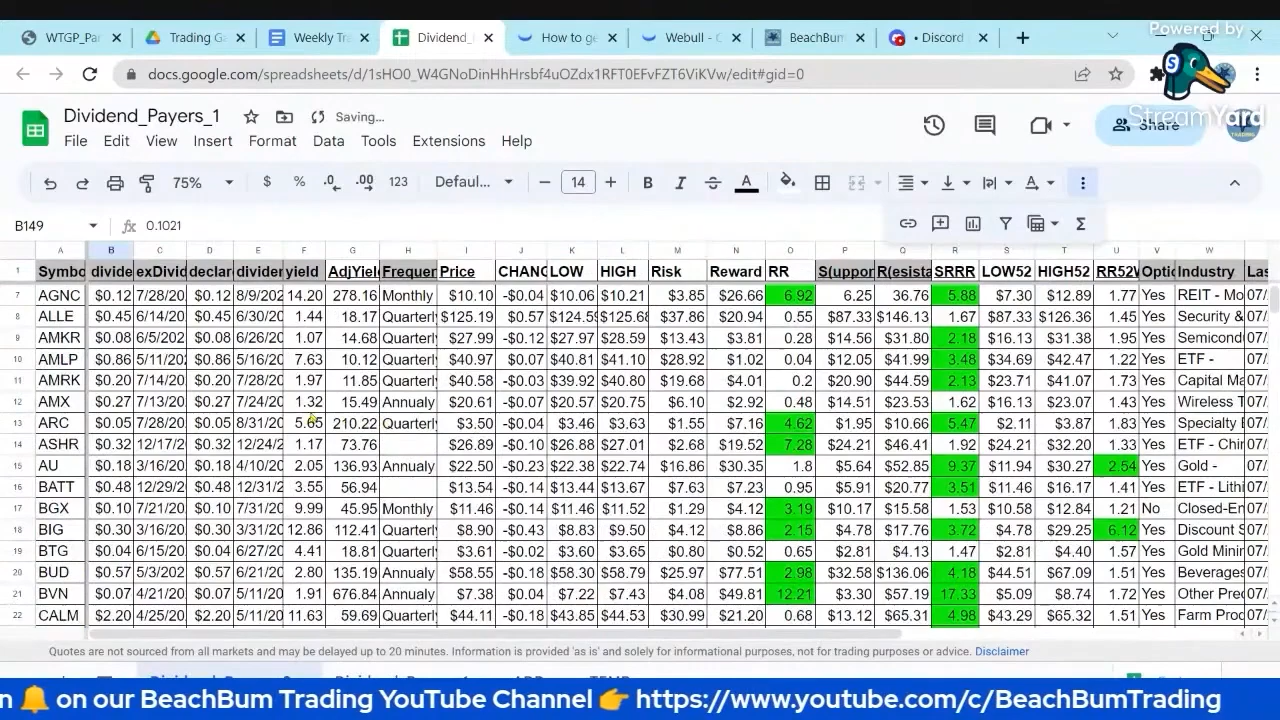 WTGP_Par
Trading Ga
Weekly Tra
Dividend_
How to ge
Webull - C
BeachBum
• Discord
Powered by
docs.google.com/spreadsheets/d/1sHO0_W4GNoDinHhHrsbf4uOZdx1RFT0EFvFZT6ViKVw/edit#gid=0
StreamYard
Dividend_Payers_1 Saving...
Share
File Edit View Insert Format Data Tools Extensions Help
75% $ % .0 .00 123 Defaul... 14 B I A
B149 fx 0.1021
A B C D E F G H I J K L M N O P Q R S T U V W
1 Symbo divide exDivid declar divider yield AdjYiel Frequer Price CHANG LOW HIGH Risk Reward RR S(uppor R(esista SRRR LOW52 HIGH52 RR52V Optio Industry Las
7 AGNC $0.12 7/28/20 $0.12 8/9/202 14.20 278.16 Monthly $10.10 -$0.04 $10.06 $10.21 $3.85 $26.66 6.92 6.25 36.76 5.88 $7.30 $12.89 1.77 Yes REIT - Mo 07/
8 ALLE $0.45 6/14/20 $0.45 6/30/20 1.44 18.17 Quarterl $125.19 $0.57 $124.59 $125.68 $37.86 $20.94 0.55 $87.33 $146.13 1.67 $87.33 $126.36 1.45 Yes Security & 07/
9 AMKR $0.08 6/5/202 $0.08 6/26/20 1.07 14.68 Quarterl $27.99 -$0.12 $27.97 $28.59 $13.43 $3.81 0.28 $14.56 $31.80 2.18 $16.13 $31.38 1.95 Yes Semicond 07/
10 AMLP $0.86 5/11/202 $0.86 5/16/20 7.63 10.12 Quarterl $40.97 $0.07 $40.81 $41.10 $28.92 $1.02 0.04 $12.05 $41.99 3.48 $34.69 $42.47 1.22 Yes ETF - 07/
11 AMRK $0.20 7/14/20 $0.20 7/28/20 1.97 11.85 Quarterl $40.58 -$0.03 $39.92 $40.80 $19.68 $4.01 0.2 $20.90 $44.59 2.13 $23.71 $41.07 1.73 Yes Capital Ma 07/
12 AMX $0.27 7/13/20 $0.27 7/24/20 1.32 15.49 Annualy $20.61 -$0.07 $20.57 $20.75 $6.10 $2.92 0.48 $14.51 $23.53 1.62 $16.13 $23.07 1.43 Yes Wireless T 07/
13 ARC $0.05 7/28/20 $0.05 8/31/20 5.65 210.22 Quarterl $3.50 -$0.04 $3.46 $3.63 $1.55 $7.16 4.62 $1.95 $10.66 5.47 $2.11 $3.87 1.83 Yes Specialty 07/
14 ASHR $0.32 12/17/2 $0.32 12/24/2 1.17 73.76 $26.89 -$0.10 $26.88 $27.01 $2.68 $19.52 7.28 $24.21 $46.41 1.92 $24.21 $32.20 1.33 Yes ETF - Chir 07/
15 AU $0.18 3/16/20 $0.18 4/10/20 2.05 136.93 Annualy $22.50 -$0.23 $22.38 $22.74 $16.86 $30.35 1.8 $5.64 $52.85 9.37 $11.94 $30.27 2.54 Yes Gold - 07/
16 BATT $0.48 12/29/2 $0.48 12/31/2 3.55 56.94 $13.54 -$0.14 $13.44 $13.67 $7.63 $7.23 0.95 $5.91 $20.77 3.51 $11.46 $16.17 1.41 Yes ETF - Lithi 07/
17 BGX $0.10 7/21/20 $0.10 7/31/20 9.99 45.95 Monthly $11.46 -$0.14 $11.46 $11.52 $1.29 $4.12 3.19 $10.17 $15.58 1.53 $10.58 $12.84 1.21 No Closed-En 07/
18 BIG $0.30 3/16/20 $0.30 3/31/20 12.86 112.41 Quarterl $8.90 -$0.43 $8.83 $9.50 $4.12 $8.86 2.15 $4.78 $17.76 3.72 $4.78 $29.25 6.12 Yes Discount S 07/
19 BTG $0.04 6/15/20 $0.04 6/27/20 4.41 18.81 Quarterl $3.61 -$0.02 $3.60 $3.65 $0.80 $0.52 0.65 $2.81 $4.13 1.47 $2.81 $4.40 1.57 Yes Gold Minin 07/
20 BUD $0.57 5/3/202 $0.57 6/21/20 2.80 135.19 Annualy $58.55 -$0.18 $58.30 $58.79 $25.97 $77.51 2.98 $32.58 $136.06 4.18 $44.51 $67.09 1.51 Yes Beverages 07/
21 BVN $0.07 4/21/20 $0.07 5/11/20 1.91 676.84 Annualy $7.38 $0.04 $7.22 $7.43 $4.08 $49.81 12.21 $3.30 $57.19 17.33 $5.09 $8.74 1.72 Yes Other Prec 07/
22 CALM $2.20 4/25/20 $2.20 5/11/20 11.63 59.69 Quarterl $44.11 -$0.18 $43.85 $44.53 $30.99 $21.20 0.68 $13.12 $65.31 4.98 $43.29 $65.32 1.51 Yes Farm Proc 07/
Quotes are not sourced from all markets and may be delayed up to 20 minutes. Information is provided 'as is' and solely for informational purposes, not for trading purposes or advice. Disclaimer
n 🔔 on our BeachBum Trading YouTube Channel 👉 https://www.youtube.com/c/BeachBumTrading